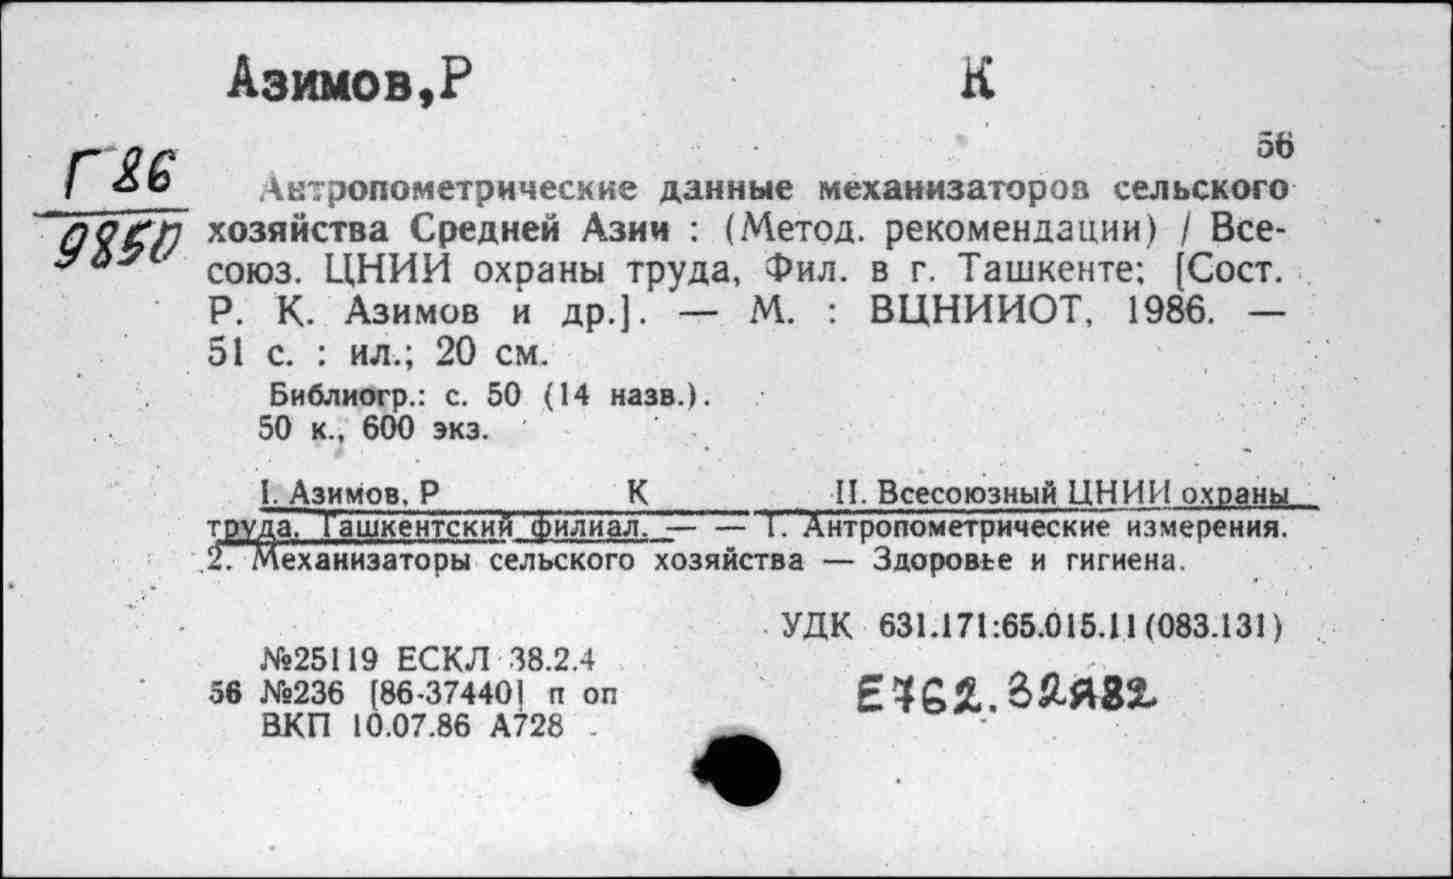 Азимов,Р К
56
Г86
9850
Антропометрические данные механизаторов сельского
хозяйства Средней Азии : (Метод. рекомендации) / Все-
союз. ЦНИИ охраны труда, Фил. в г. Ташкенте; [Сост.
Р. К. Азимов и др.]. — М. : ВЦНИИОТ, 1986. —
51 с. : ил.; 20 см.
Библиогр.: с. 50 (14 назв.).
50 к., 600 экз.
I. Азимов, Р К II. Всесоюзный ЦНИИ охраны
труда. Ташкентский филиал. — — 1. Антропометрические измерения.
2. Механизаторы сельского хозяйства — Здоровье и гигиена.
УДК 631.171:65.015.11(083.131)
№25119 ЕСКЛ 38.2.4
56 №236 [86-37440] п оп
ВКП 10.07.86 А728